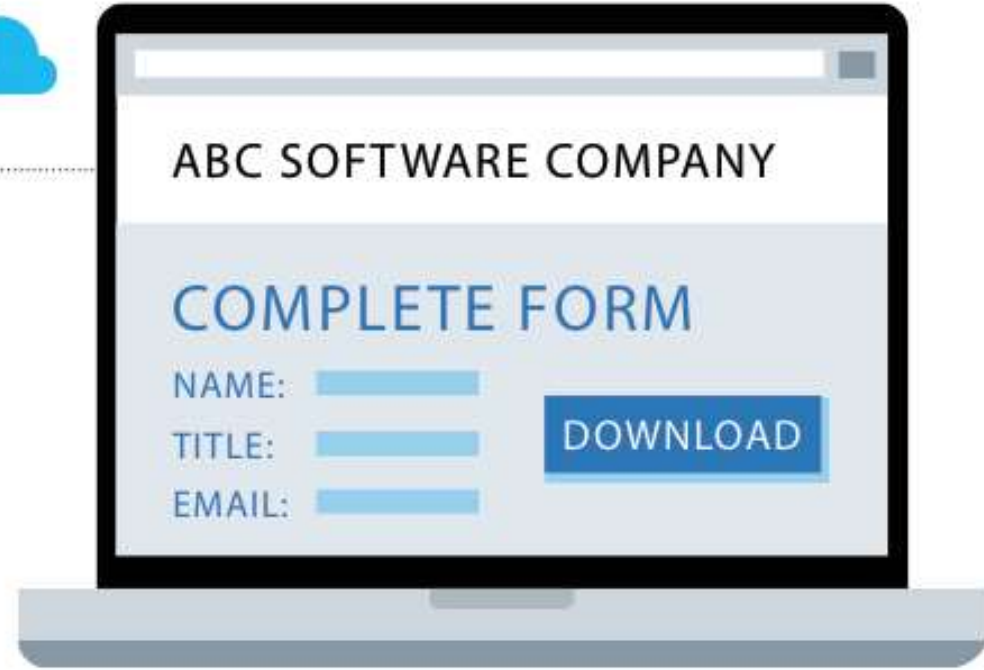 ABC SOFTWARE COMPANY
COMPLETE FORM
NAME:
TITLE:
EMAIL:
DOWNLOAD